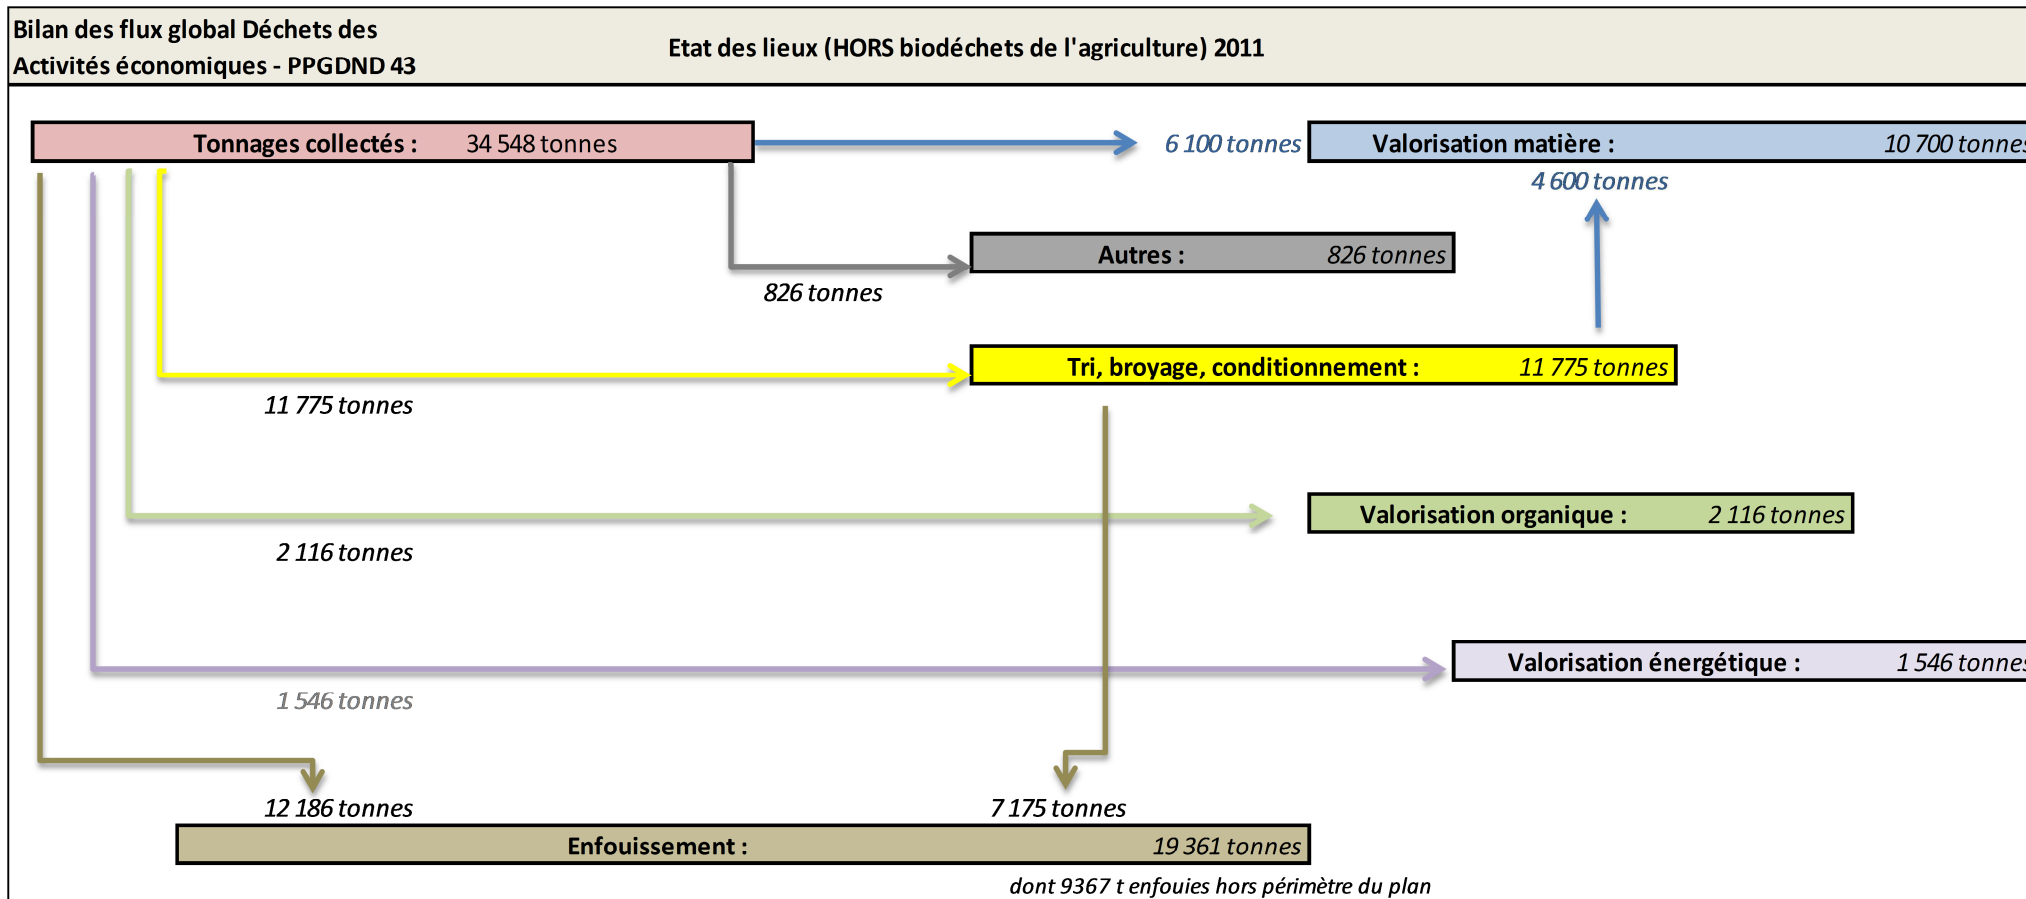 Bilan des flux global Déchets des
Activités économiques - PPGDND 43
Etat des lieux (HORS biodéchets de l'agriculture) 2011
Tonnages collectés : 34 548 tonnes
6 100 tonnes
Valorisation matière : 10 700 tonnes
4 600 tonnes
Autres : 826 tonnes
826 tonnes
Tri, broyage, conditionnement : 11 775 tonnes
11 775 tonnes
Valorisation organique : 2 116 tonnes
2 116 tonnes
Valorisation énergétique : 1 546 tonnes
1 546 tonnes
12 186 tonnes
7 175 tonnes
Enfouissement : 19 361 tonnes
dont 9367 t enfouies hors périmètre du plan